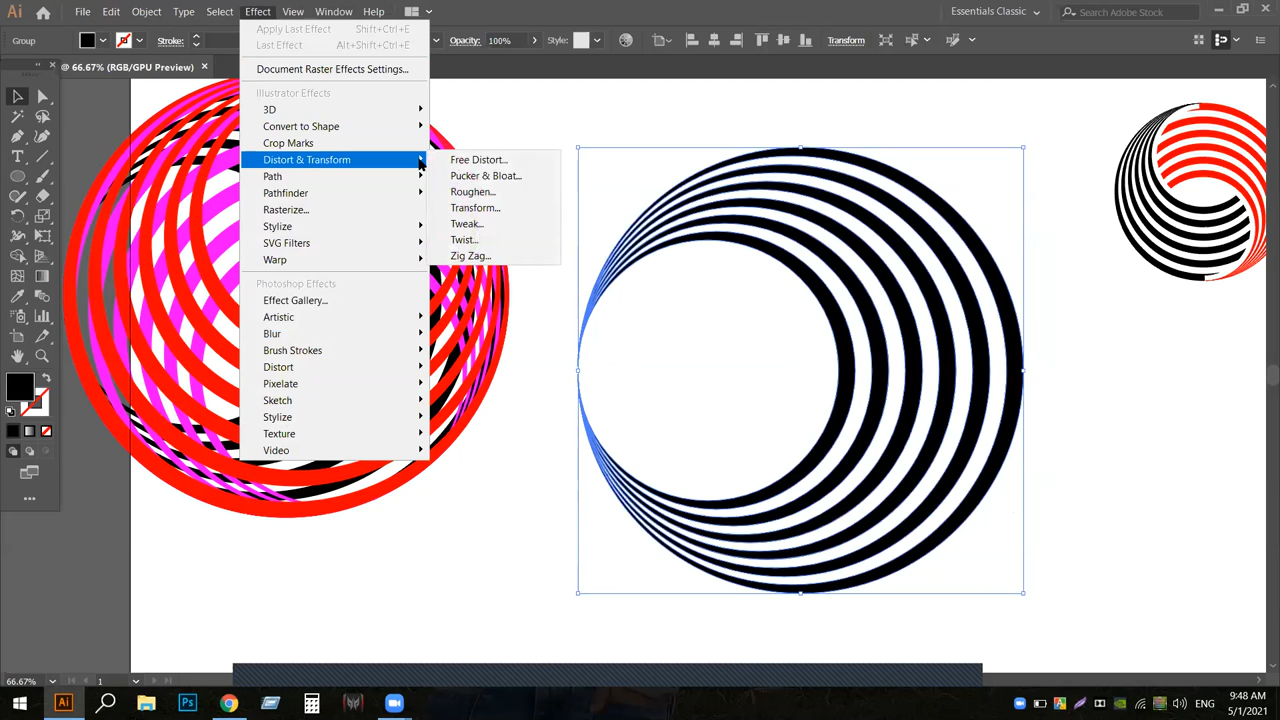 Ai File Edit Object Type Select Effect View Window Help Essentials Classic Search Adobe Stock
Group Stroke: Opacity: 100% Style: Transform
@ 66.67% (RGB/GPU Preview)
Apply Last Effect Shift+Ctrl+E
Last Effect Alt+Shift+Ctrl+E
Document Raster Effects Settings...
Illustrator Effects
3D
Convert to Shape
Crop Marks
Distort & Transform
Path
Pathfinder
Rasterize...
Stylize
SVG Filters
Warp
Photoshop Effects
Effect Gallery...
Artistic
Blur
Brush Strokes
Distort
Pixelate
Sketch
Stylize
Texture
Video
Free Distort...
Pucker & Bloat...
Roughen...
Transform...
Tweak...
Twist...
Zig Zag...
66.67% 1
Ai Ps ENG 9:48 AM
5/1/2021